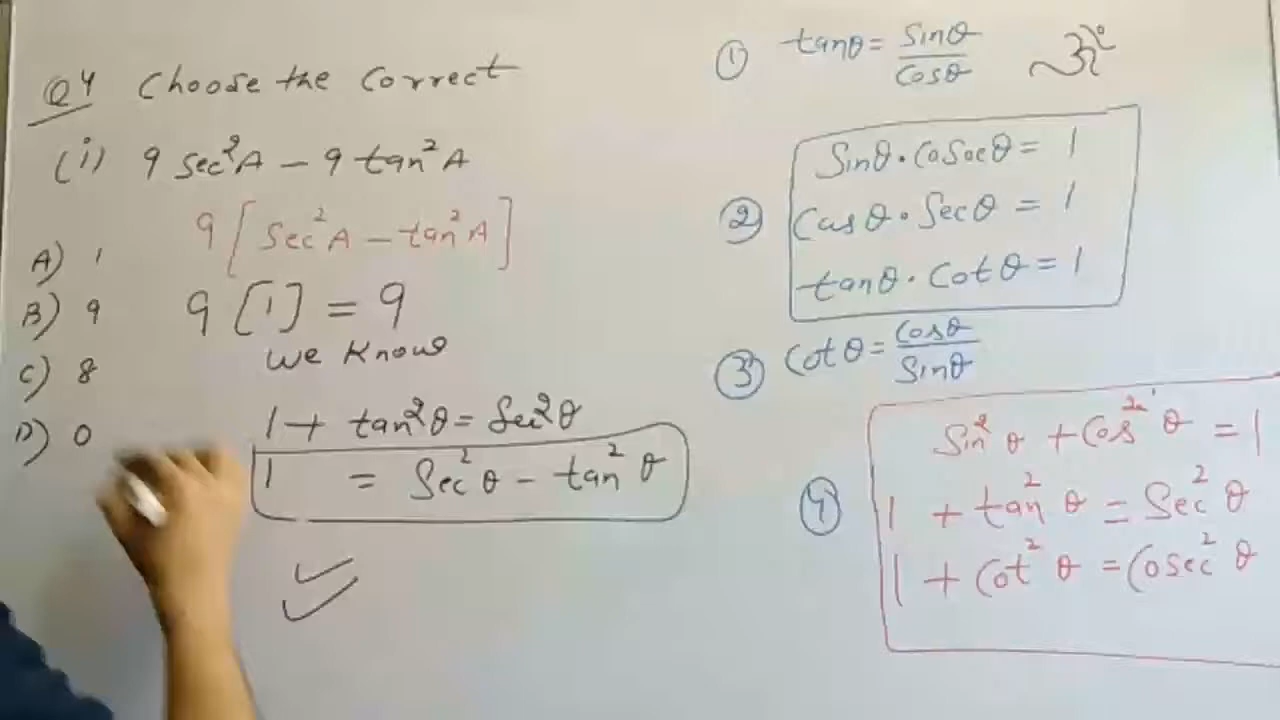 Q4 Choose the Correct
(i) 9 sec²A - 9 tan²A
9 [Sec²A - tan²A]
A) 1
B) 9
9 [1] = 9
We Know
C) 8
D) 0
1 + tan²θ = Sec²θ
1 = Sec²θ - tan²θ
① tanθ = Sinθ/Cosθ
②
Sinθ · Cosecθ = 1
Cosθ · Secθ = 1
tanθ · Cotθ = 1
③ Cotθ = Cosθ/Sinθ
④
Sin²θ + Cos²θ = 1
1 + tan²θ = Sec²θ
1 + Cot²θ = Cosec²θ